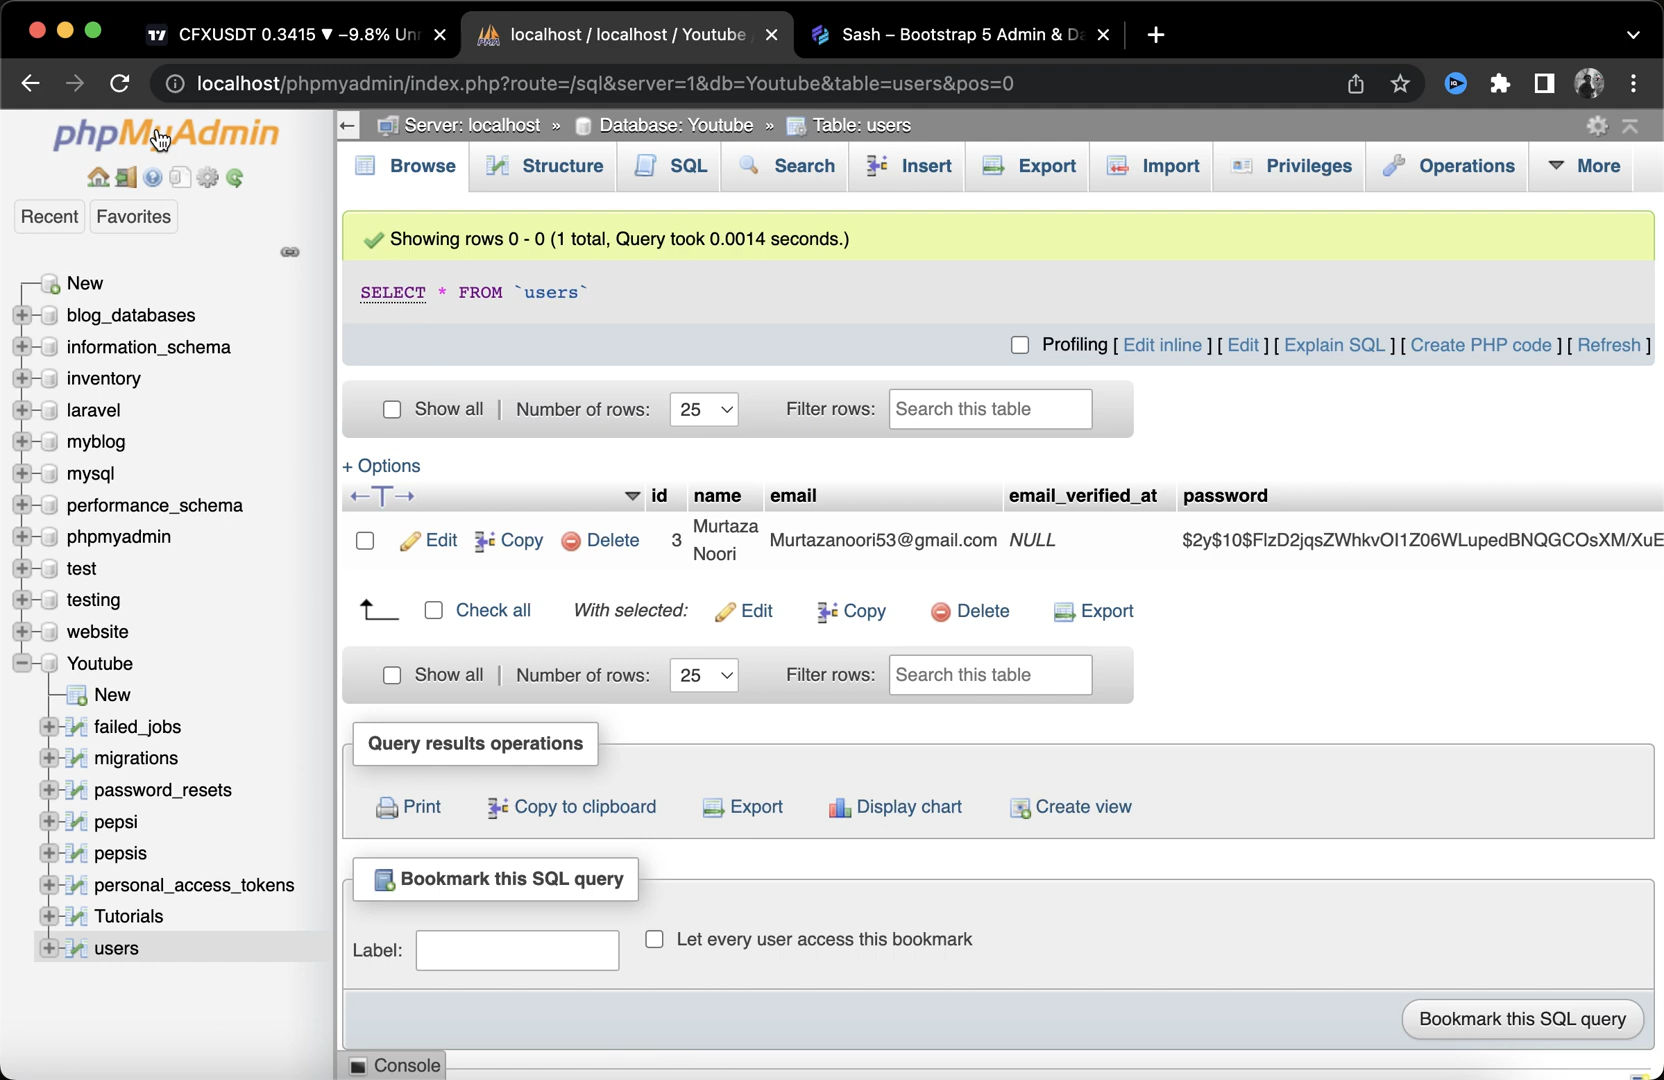 CFXUSDT 0.3415 ▼ −9.8% Unn
localhost / localhost / Youtube /
Sash – Bootstrap 5 Admin & Da
localhost/phpmyadmin/index.php?route=/sql&server=1&db=Youtube&table=users&pos=0
phpMyAdmin
Recent
Favorites
New
blog_databases
information_schema
inventory
laravel
myblog
mysql
performance_schema
phpmyadmin
test
testing
website
Youtube
New
failed_jobs
migrations
password_resets
pepsi
pepsis
personal_access_tokens
Tutorials
users
Server: localhost » Database: Youtube » Table: users
Browse Structure SQL Search Insert Export Import Privileges Operations More
Showing rows 0 - 0 (1 total, Query took 0.0014 seconds.)
SELECT * FROM `users`
Profiling [ Edit inline ] [ Edit ] [ Explain SQL ] [ Create PHP code ] [ Refresh ]
Show all | Number of rows: 25 Filter rows: Search this table
+ Options
←T→ id name email email_verified_at password
Edit Copy Delete 3 Murtaza Noori Murtazanoori53@gmail.com NULL $2y$10$FlzD2jqsZWhkvOI1Z06WLupedBNQGCOsXM/XuE
Check all With selected: Edit Copy Delete Export
Show all | Number of rows: 25 Filter rows: Search this table
Query results operations
Print Copy to clipboard Export Display chart Create view
Bookmark this SQL query
Label: Let every user access this bookmark
Bookmark this SQL query
Console